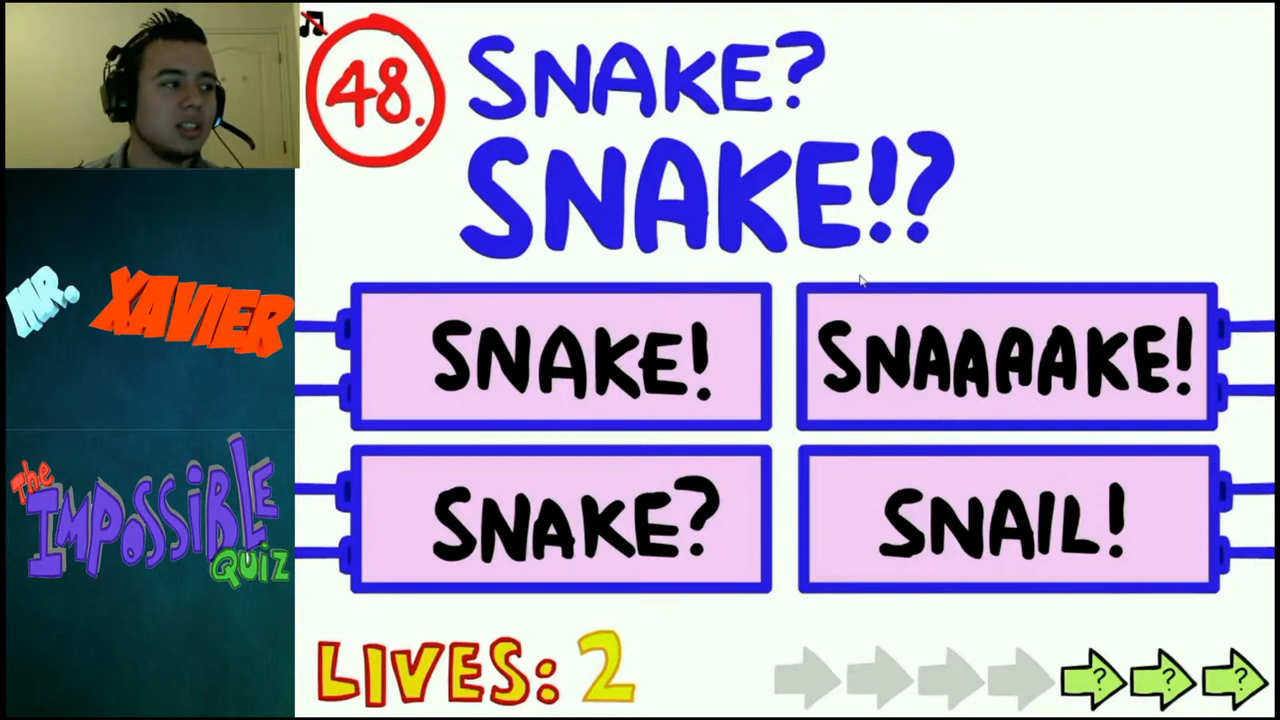 48.
SNAKE?
SNAKE!?
SNAKE!
SNAAAAKE!
SNAKE?
SNAIL!
LIVES: 2
? ? ?
MR. XAVIER
The
IMPOSSIBLE
QUIZ